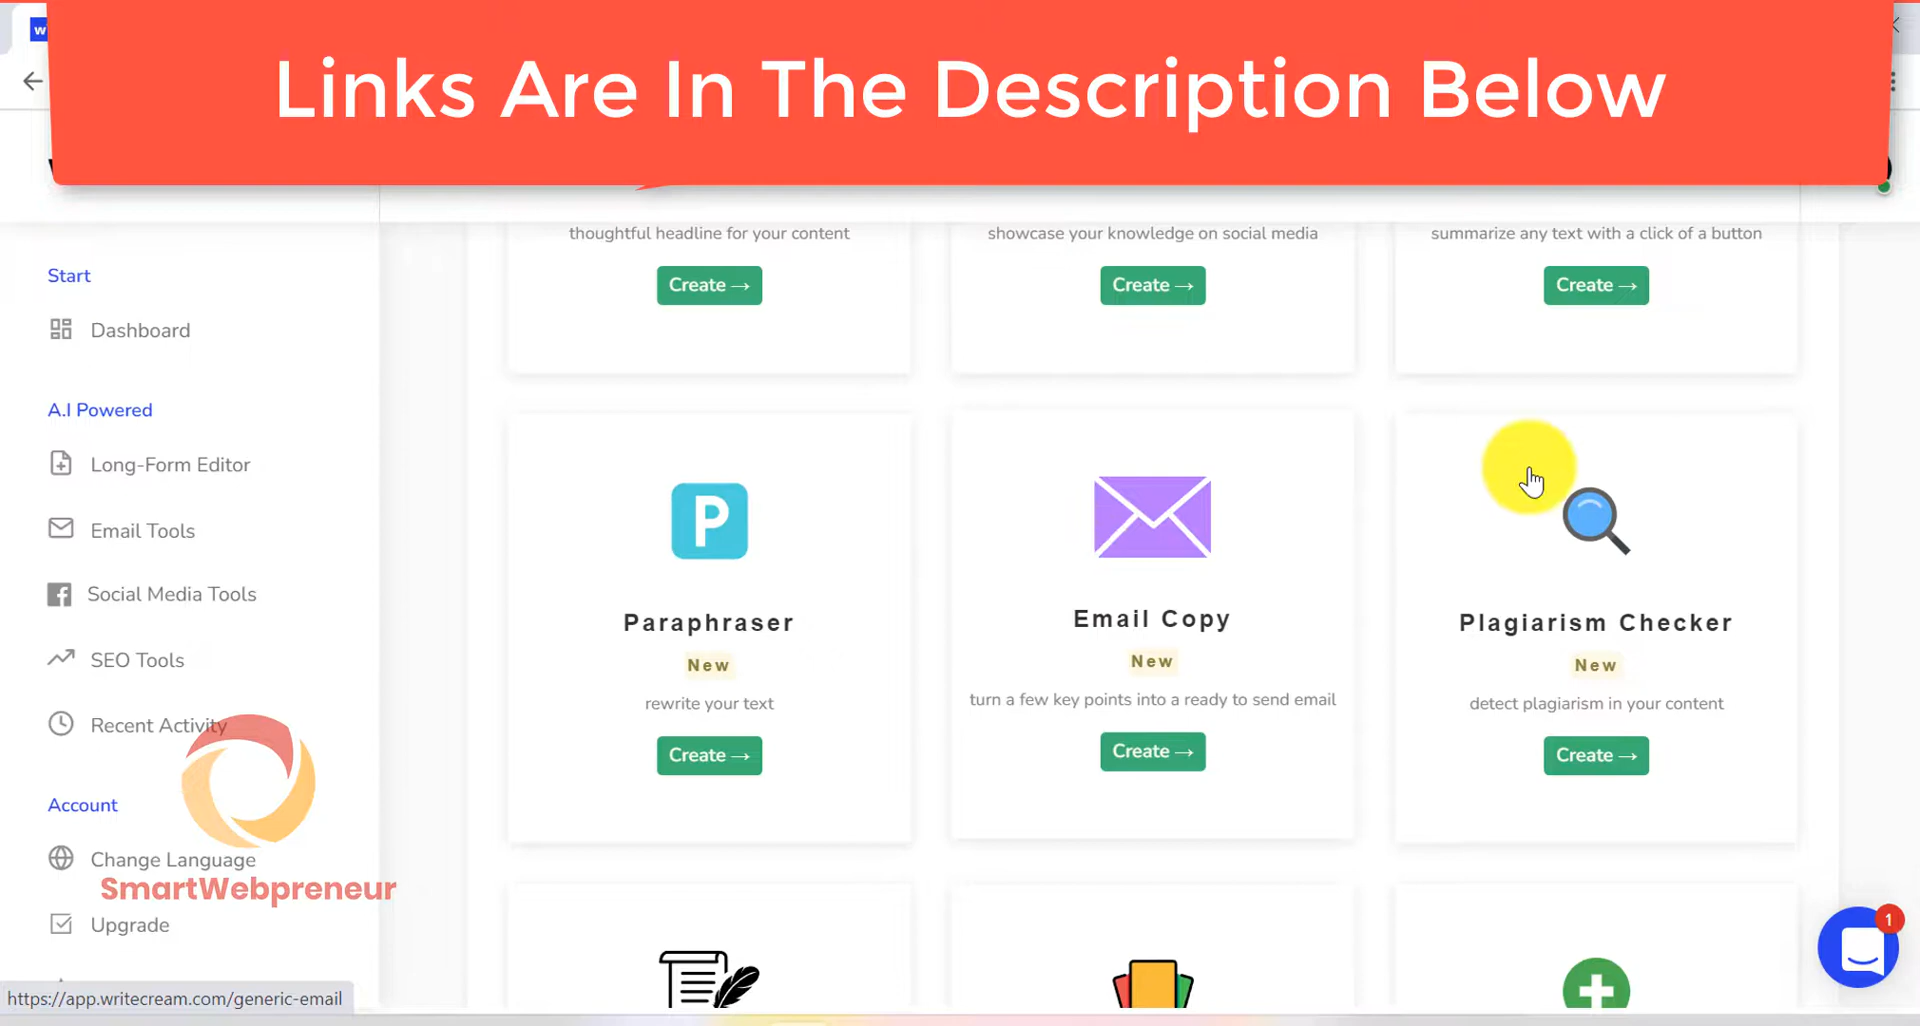 w
Links Are In The Description Below
Start
Dashboard
A.I Powered
Long-Form Editor
Email Tools
Social Media Tools
SEO Tools
Recent Activity
Account
Change Language
SmartWebpreneur
Upgrade
https://app.writecream.com/generic-email
thoughtful headline for your content
Create →
showcase your knowledge on social media
Create →
summarize any text with a click of a button
Create →
P
Paraphraser
New
rewrite your text
Create →
Email Copy
New
turn a few key points into a ready to send email
Create →
Plagiarism Checker
New
detect plagiarism in your content
Create →
1